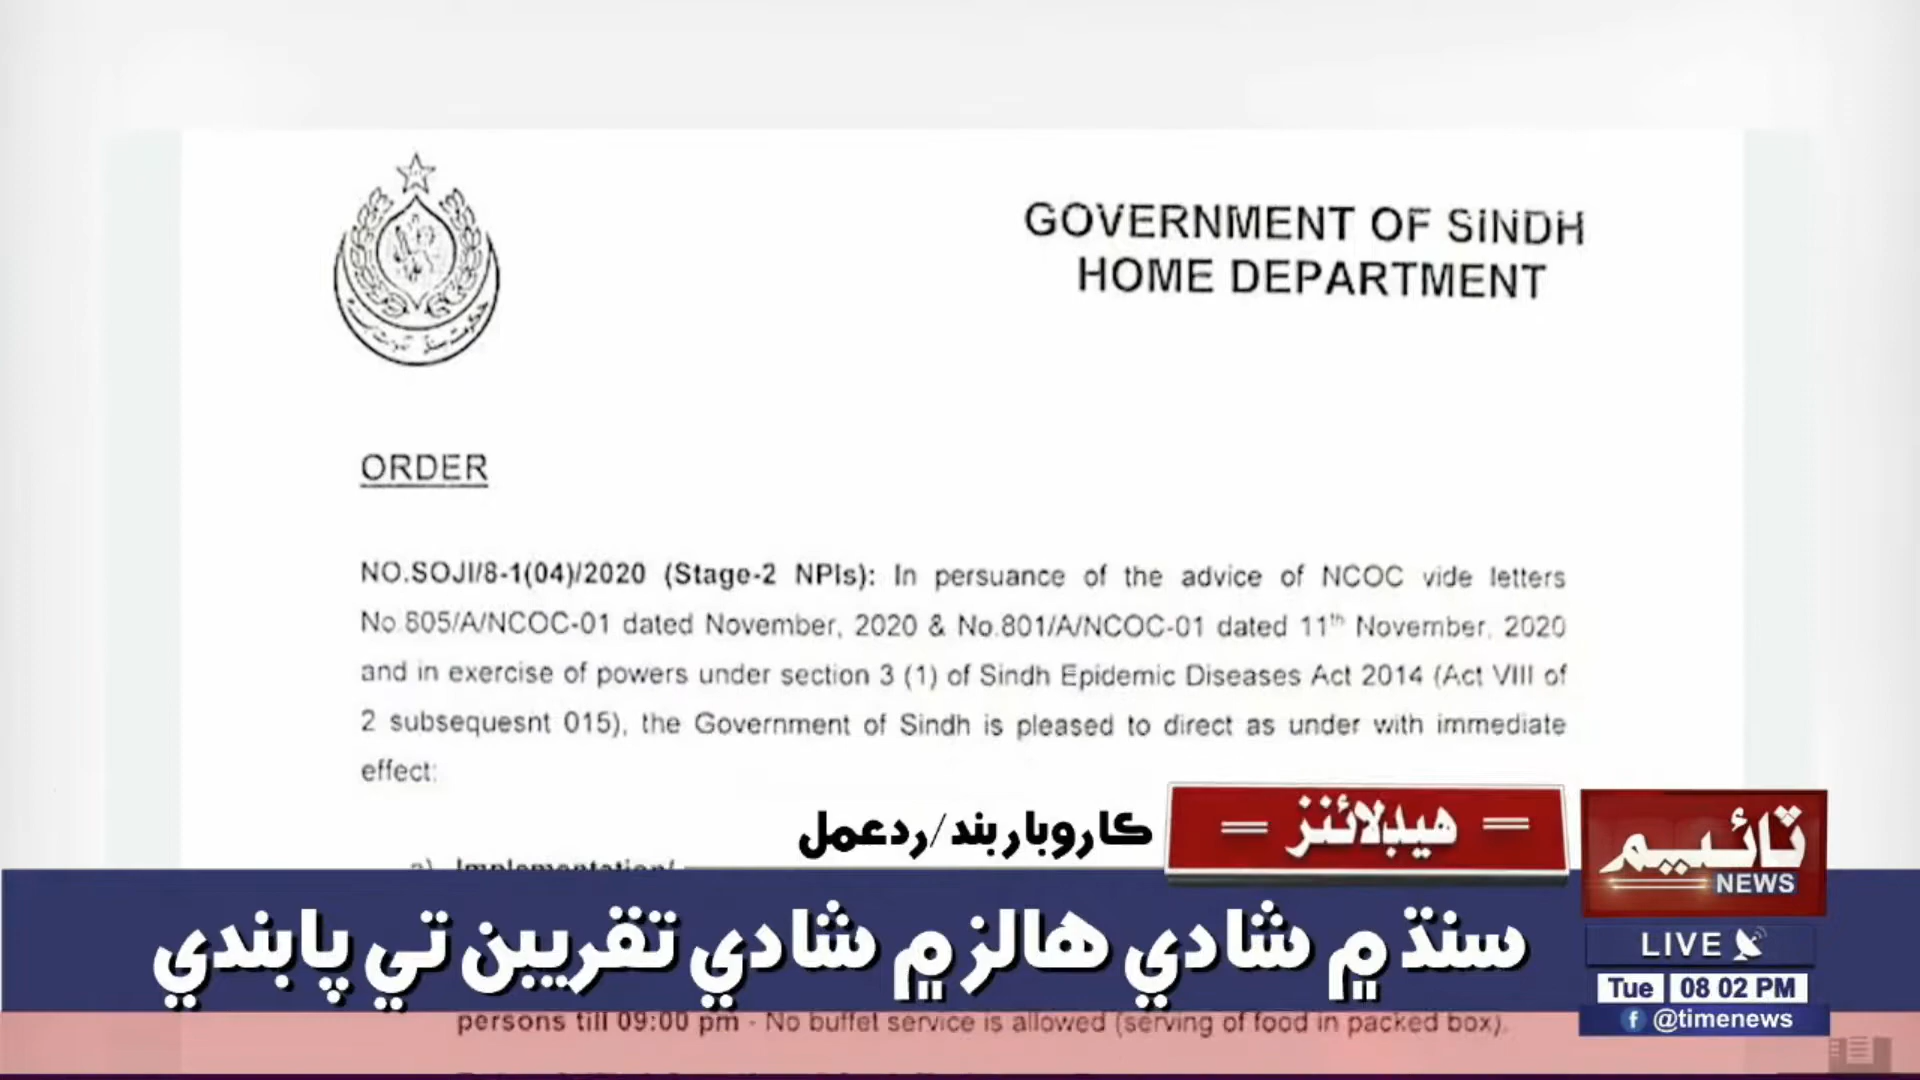 GOVERNMENT OF SINDH
HOME DEPARTMENT
ORDER
NO.SOJI/8-1(04)/2020 (Stage-2 NPIs): In persuance of the advice of NCOC vide letters
No.805/A/NCOC-01 dated November, 2020 & No.801/A/NCOC-01 dated 11th November, 2020
and in exercise of powers under section 3 (1) of Sindh Epidemic Diseases Act 2014 (Act VIII of
2 subsequesnt 015), the Government of Sindh is pleased to direct as under with immediate
effect:
a) Implementation/
ڪاروبار بند/ردعمل
هيڊلائنز
سنڌ ۾ شادي هالز ۾ شادي تقريبن تي پابندي
persons till 09:00 pm - No buffet service is allowed (serving of food in packed box).
ٽائيم
NEWS
LIVE
Tue 08 02 PM
@timenews